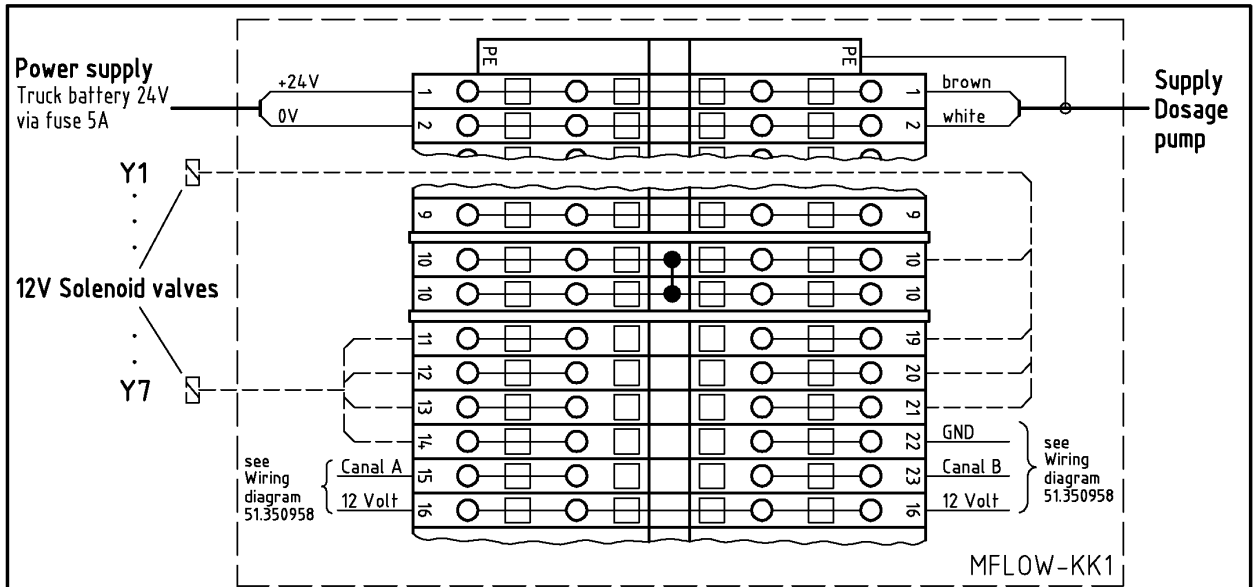 PE
PE
Power supply
Truck battery 24V
via fuse 5A
+24V
0V
1
2
1
2
brown
white
Supply
Dosage
pump
Y1
9
9
10
10
10
10
12V Solenoid valves
11
19
12
20
Y7
13
21
14
22
GND
see
Wiring
diagram
51.350958
Canal A
15
23
Canal B
12 Volt
16
16
12 Volt
see
Wiring
diagram
51.350958
MFLOW-KK1